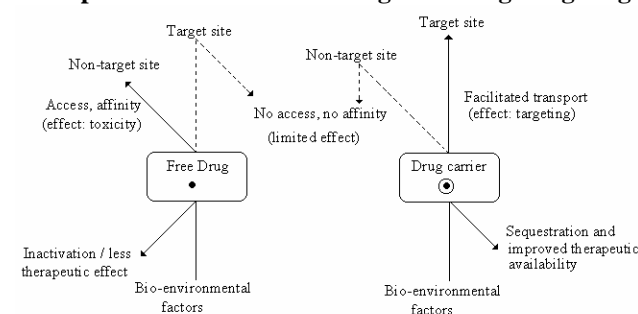 Target site
Non-target site
Access, affinity
(effect: toxicity)
No access, no affinity
(limited effect)
Free Drug
Inactivation / less
therapeutic effect
Bio-environmental
factors
Target site
Non-target site
Facilitated transport
(effect: targeting)
Drug carrier
Sequestration and
improved therapeutic
availability
Bio-environmental
factors